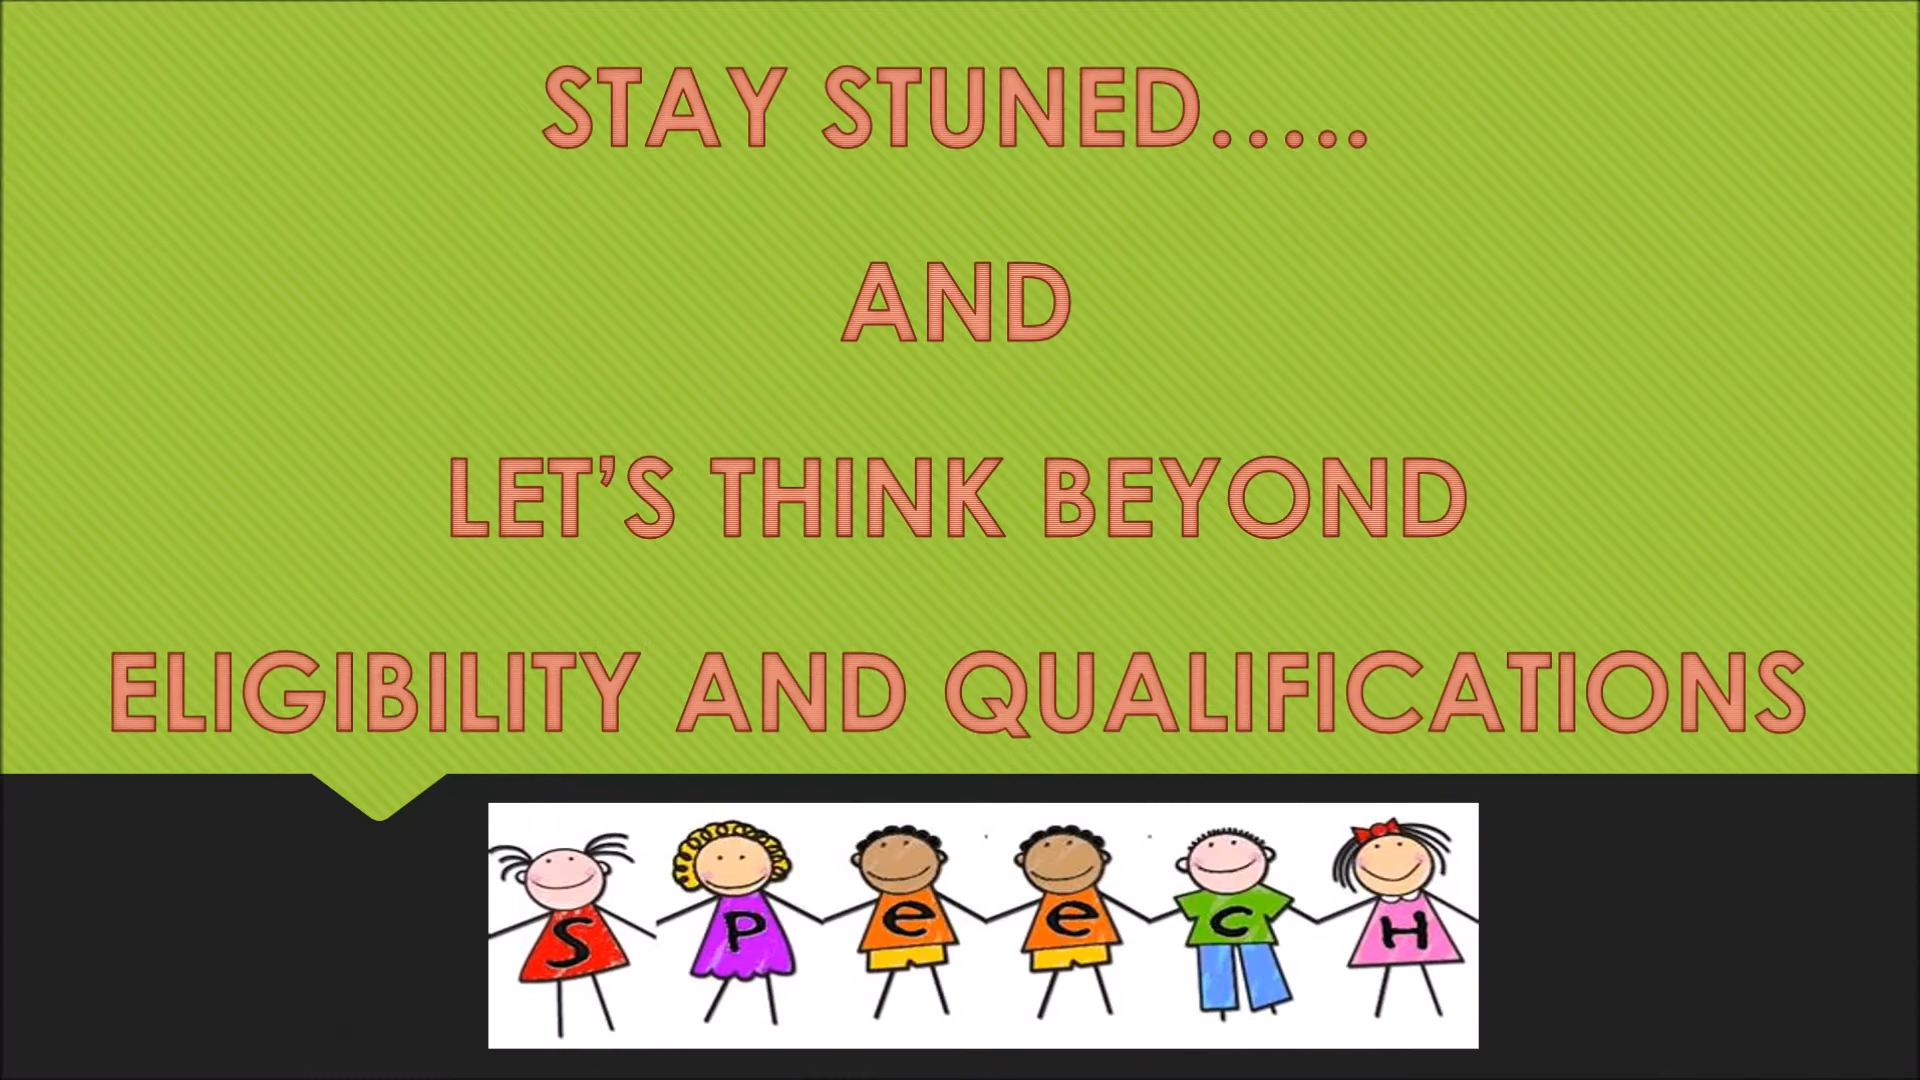 STAY STUNED.....
AND
LET’S THINK BEYOND
ELIGIBILITY AND QUALIFICATIONS
S P e e C H